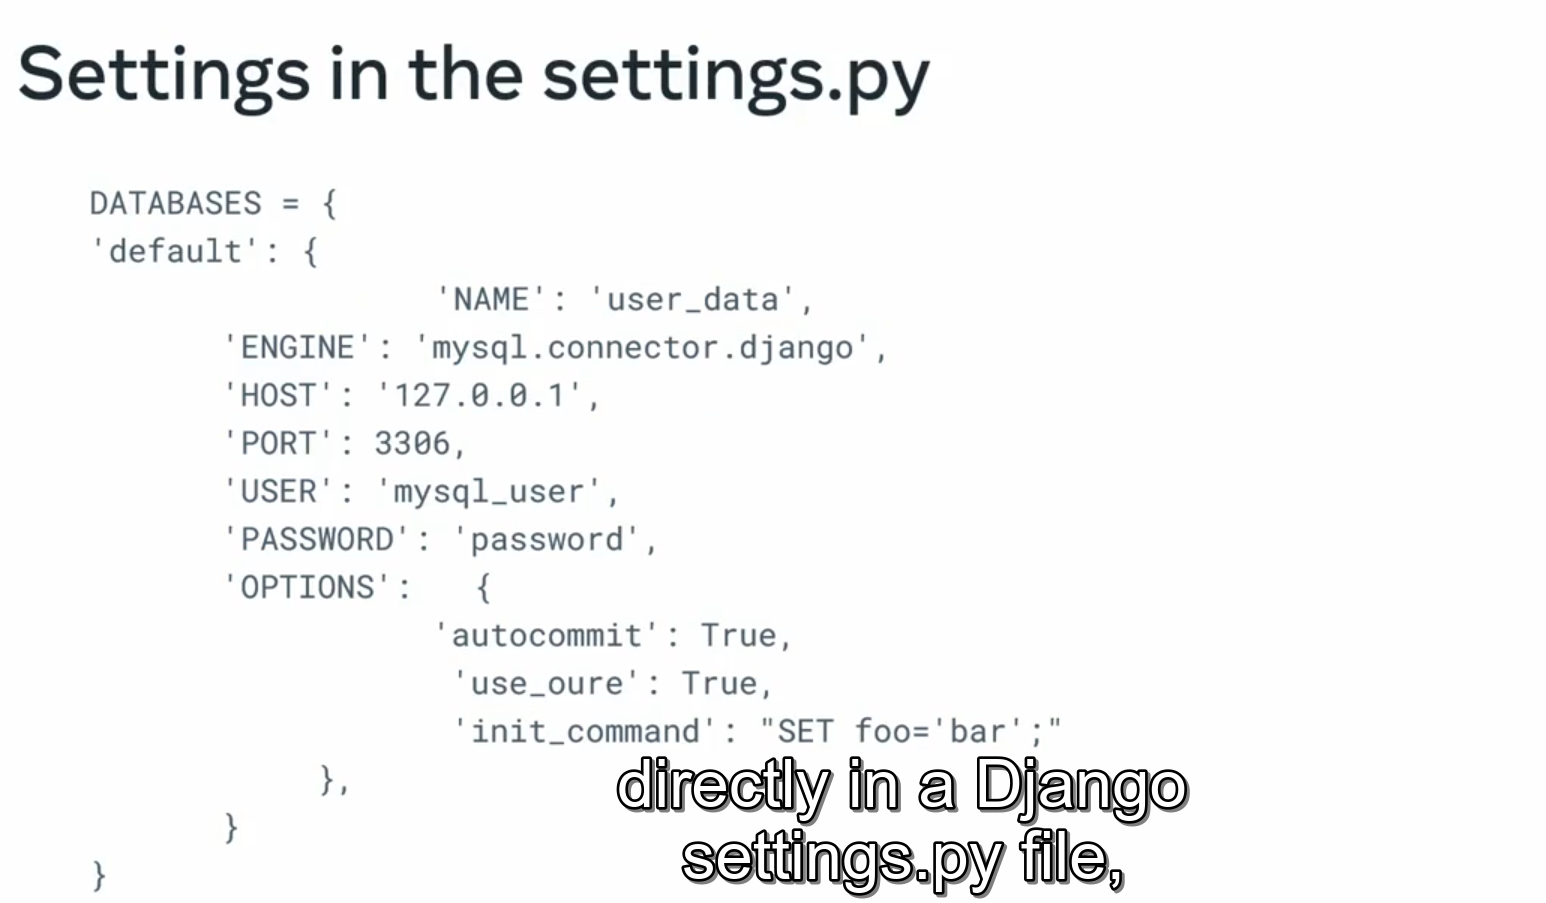 Settings in the settings.py
DATABASES = {
'default': {
'NAME': 'user_data',
'ENGINE': 'mysql.connector.django',
'HOST': '127.0.0.1',
'PORT': 3306,
'USER': 'mysql_user',
'PASSWORD': 'password',
'OPTIONS': {
'autocommit': True,
'use_oure': True,
'init_command': "SET foo='bar';"
},
}
}
directly in a Django
settings.py file,